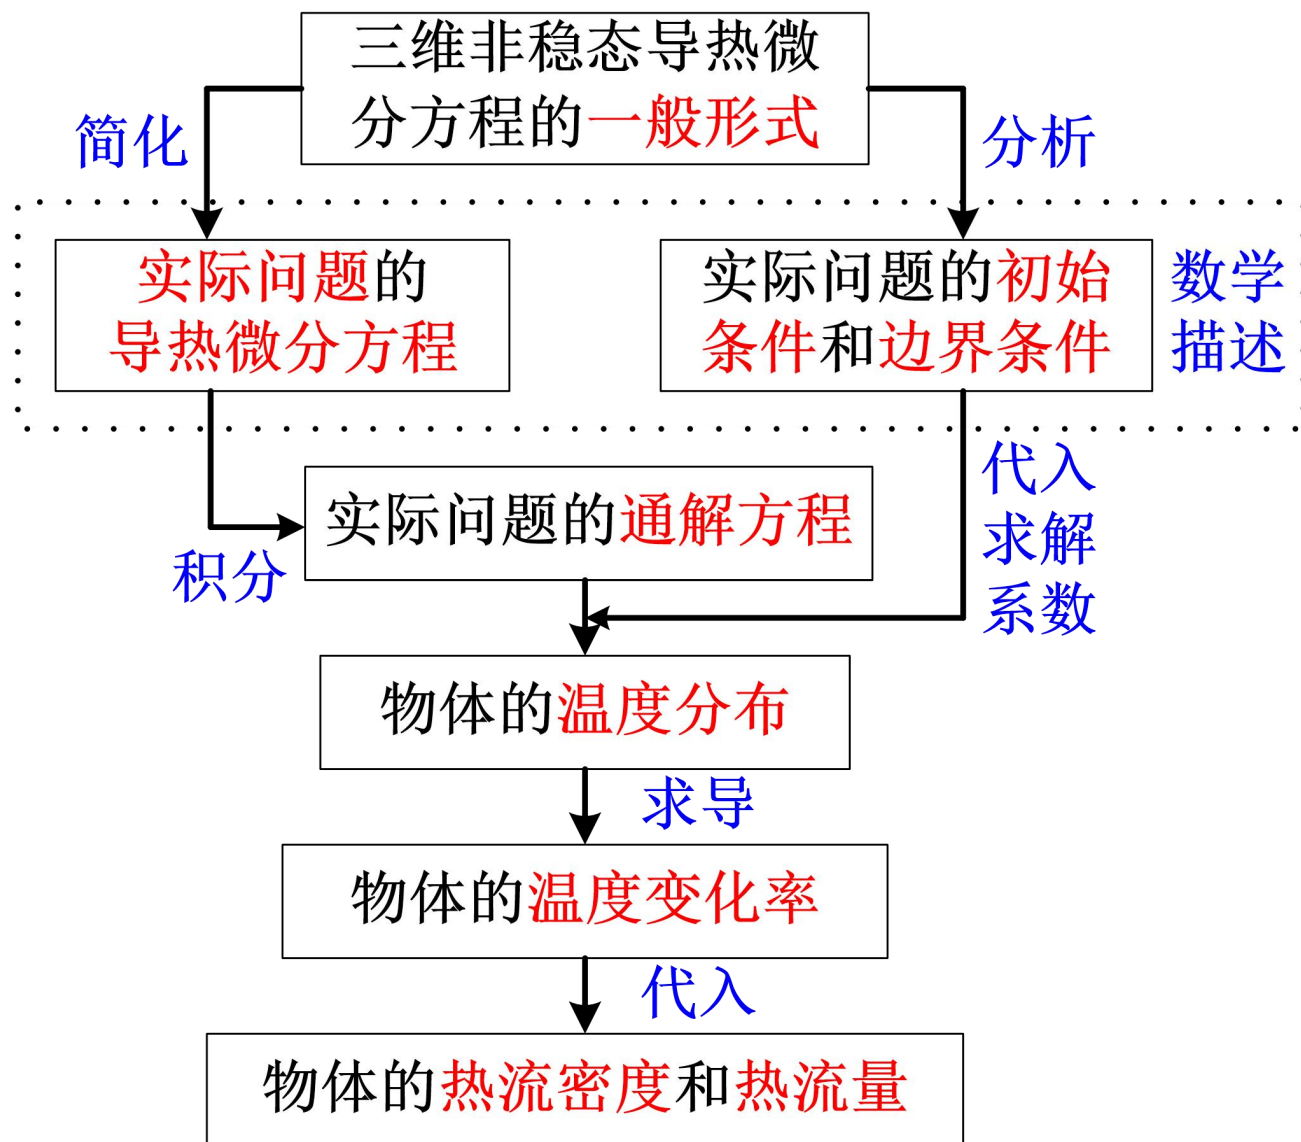 三维非稳态导热微
分方程的一般形式
简化
分析
实际问题的
导热微分方程
实际问题的初始
条件和边界条件
数学
描述
实际问题的通解方程
积分
代入
求解
系数
物体的温度分布
求导
物体的温度变化率
代入
物体的热流密度和热流量